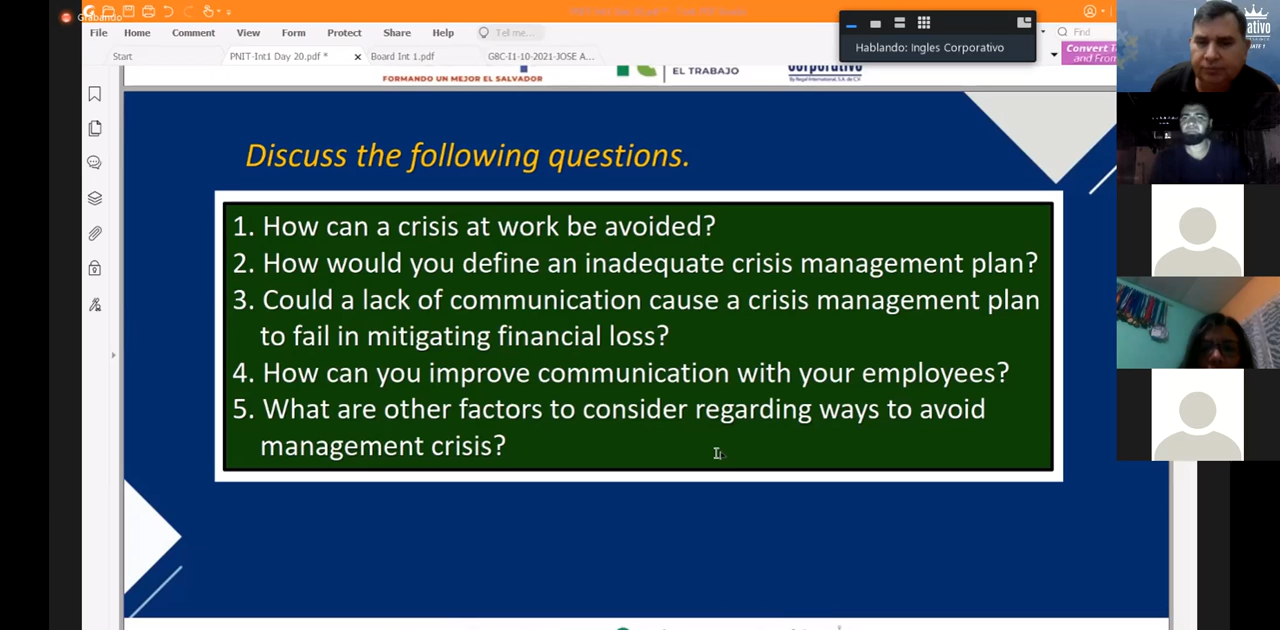 Grabando
File Home Comment View Form Protect Share Help Tell me... Find
Hablando: Ingles Corporativo
Start PNIT-Int1 Day 20.pdf * Board Int 1.pdf G8C-I1-10-2021-JOSE A...
Convert T
and From
FORMANDO UN MEJOR EL SALVADOR
EL TRABAJO
Corporativo
Discuss the following questions.
1. How can a crisis at work be avoided?
2. How would you define an inadequate crisis management plan?
3. Could a lack of communication cause a crisis management plan
to fail in mitigating financial loss?
4. How can you improve communication with your employees?
5. What are other factors to consider regarding ways to avoid
management crisis?